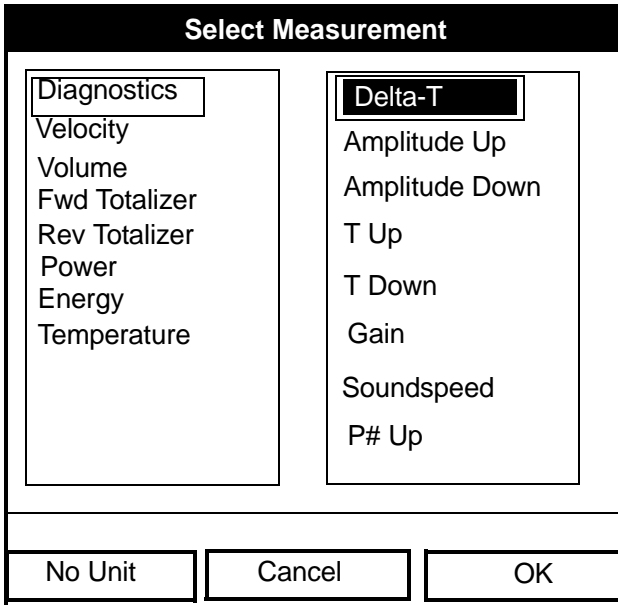 Select Measurement
Diagnostics
Velocity
Volume
Fwd Totalizer
Rev Totalizer
Power
Energy
Temperature
Delta-T
Amplitude Up
Amplitude Down
T Up
T Down
Gain
Soundspeed
P# Up
No Unit
Cancel
OK